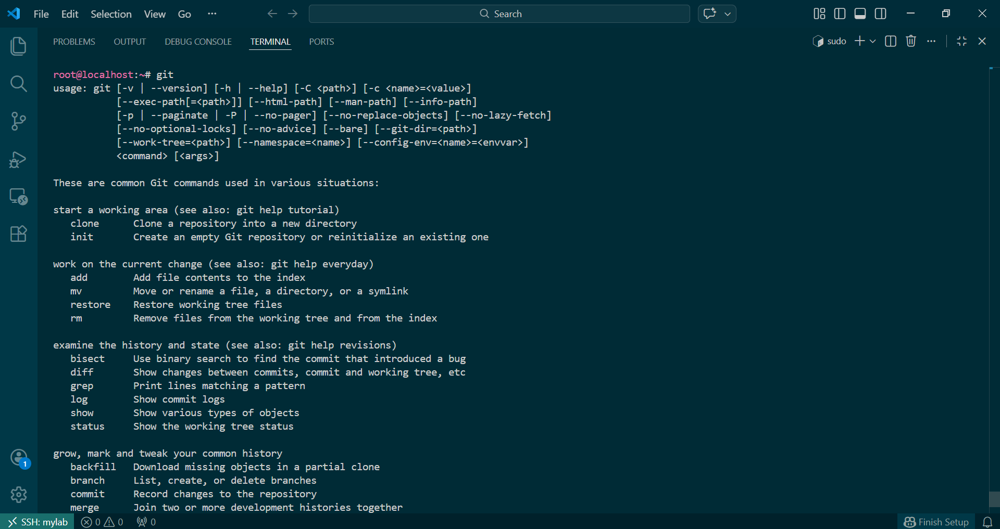 File Edit Selection View Go ··· Search
PROBLEMS OUTPUT DEBUG CONSOLE TERMINAL PORTS sudo
root@localhost:~# git
usage: git [-v | --version] [-h | --help] [-C <path>] [-c <name>=<value>]
           [--exec-path[=<path>]] [--html-path] [--man-path] [--info-path]
           [-p | --paginate | -P | --no-pager] [--no-replace-objects] [--no-lazy-fetch]
           [--no-optional-locks] [--no-advice] [--bare] [--git-dir=<path>]
           [--work-tree=<path>] [--namespace=<name>] [--config-env=<name>=<envvar>]
           <command> [<args>]
These are common Git commands used in various situations:
start a working area (see also: git help tutorial)
   clone      Clone a repository into a new directory
   init       Create an empty Git repository or reinitialize an existing one
work on the current change (see also: git help everyday)
   add        Add file contents to the index
   mv         Move or rename a file, a directory, or a symlink
   restore    Restore working tree files
   rm         Remove files from the working tree and from the index
examine the history and state (see also: git help revisions)
   bisect     Use binary search to find the commit that introduced a bug
   diff       Show changes between commits, commit and working tree, etc
   grep       Print lines matching a pattern
   log        Show commit logs
   show       Show various types of objects
   status     Show the working tree status
grow, mark and tweak your common history
   backfill   Download missing objects in a partial clone
   branch     List, create, or delete branches
   commit     Record changes to the repository
   merge      Join two or more development histories together
1
SSH: mylab 0 0 0 Finish Setup